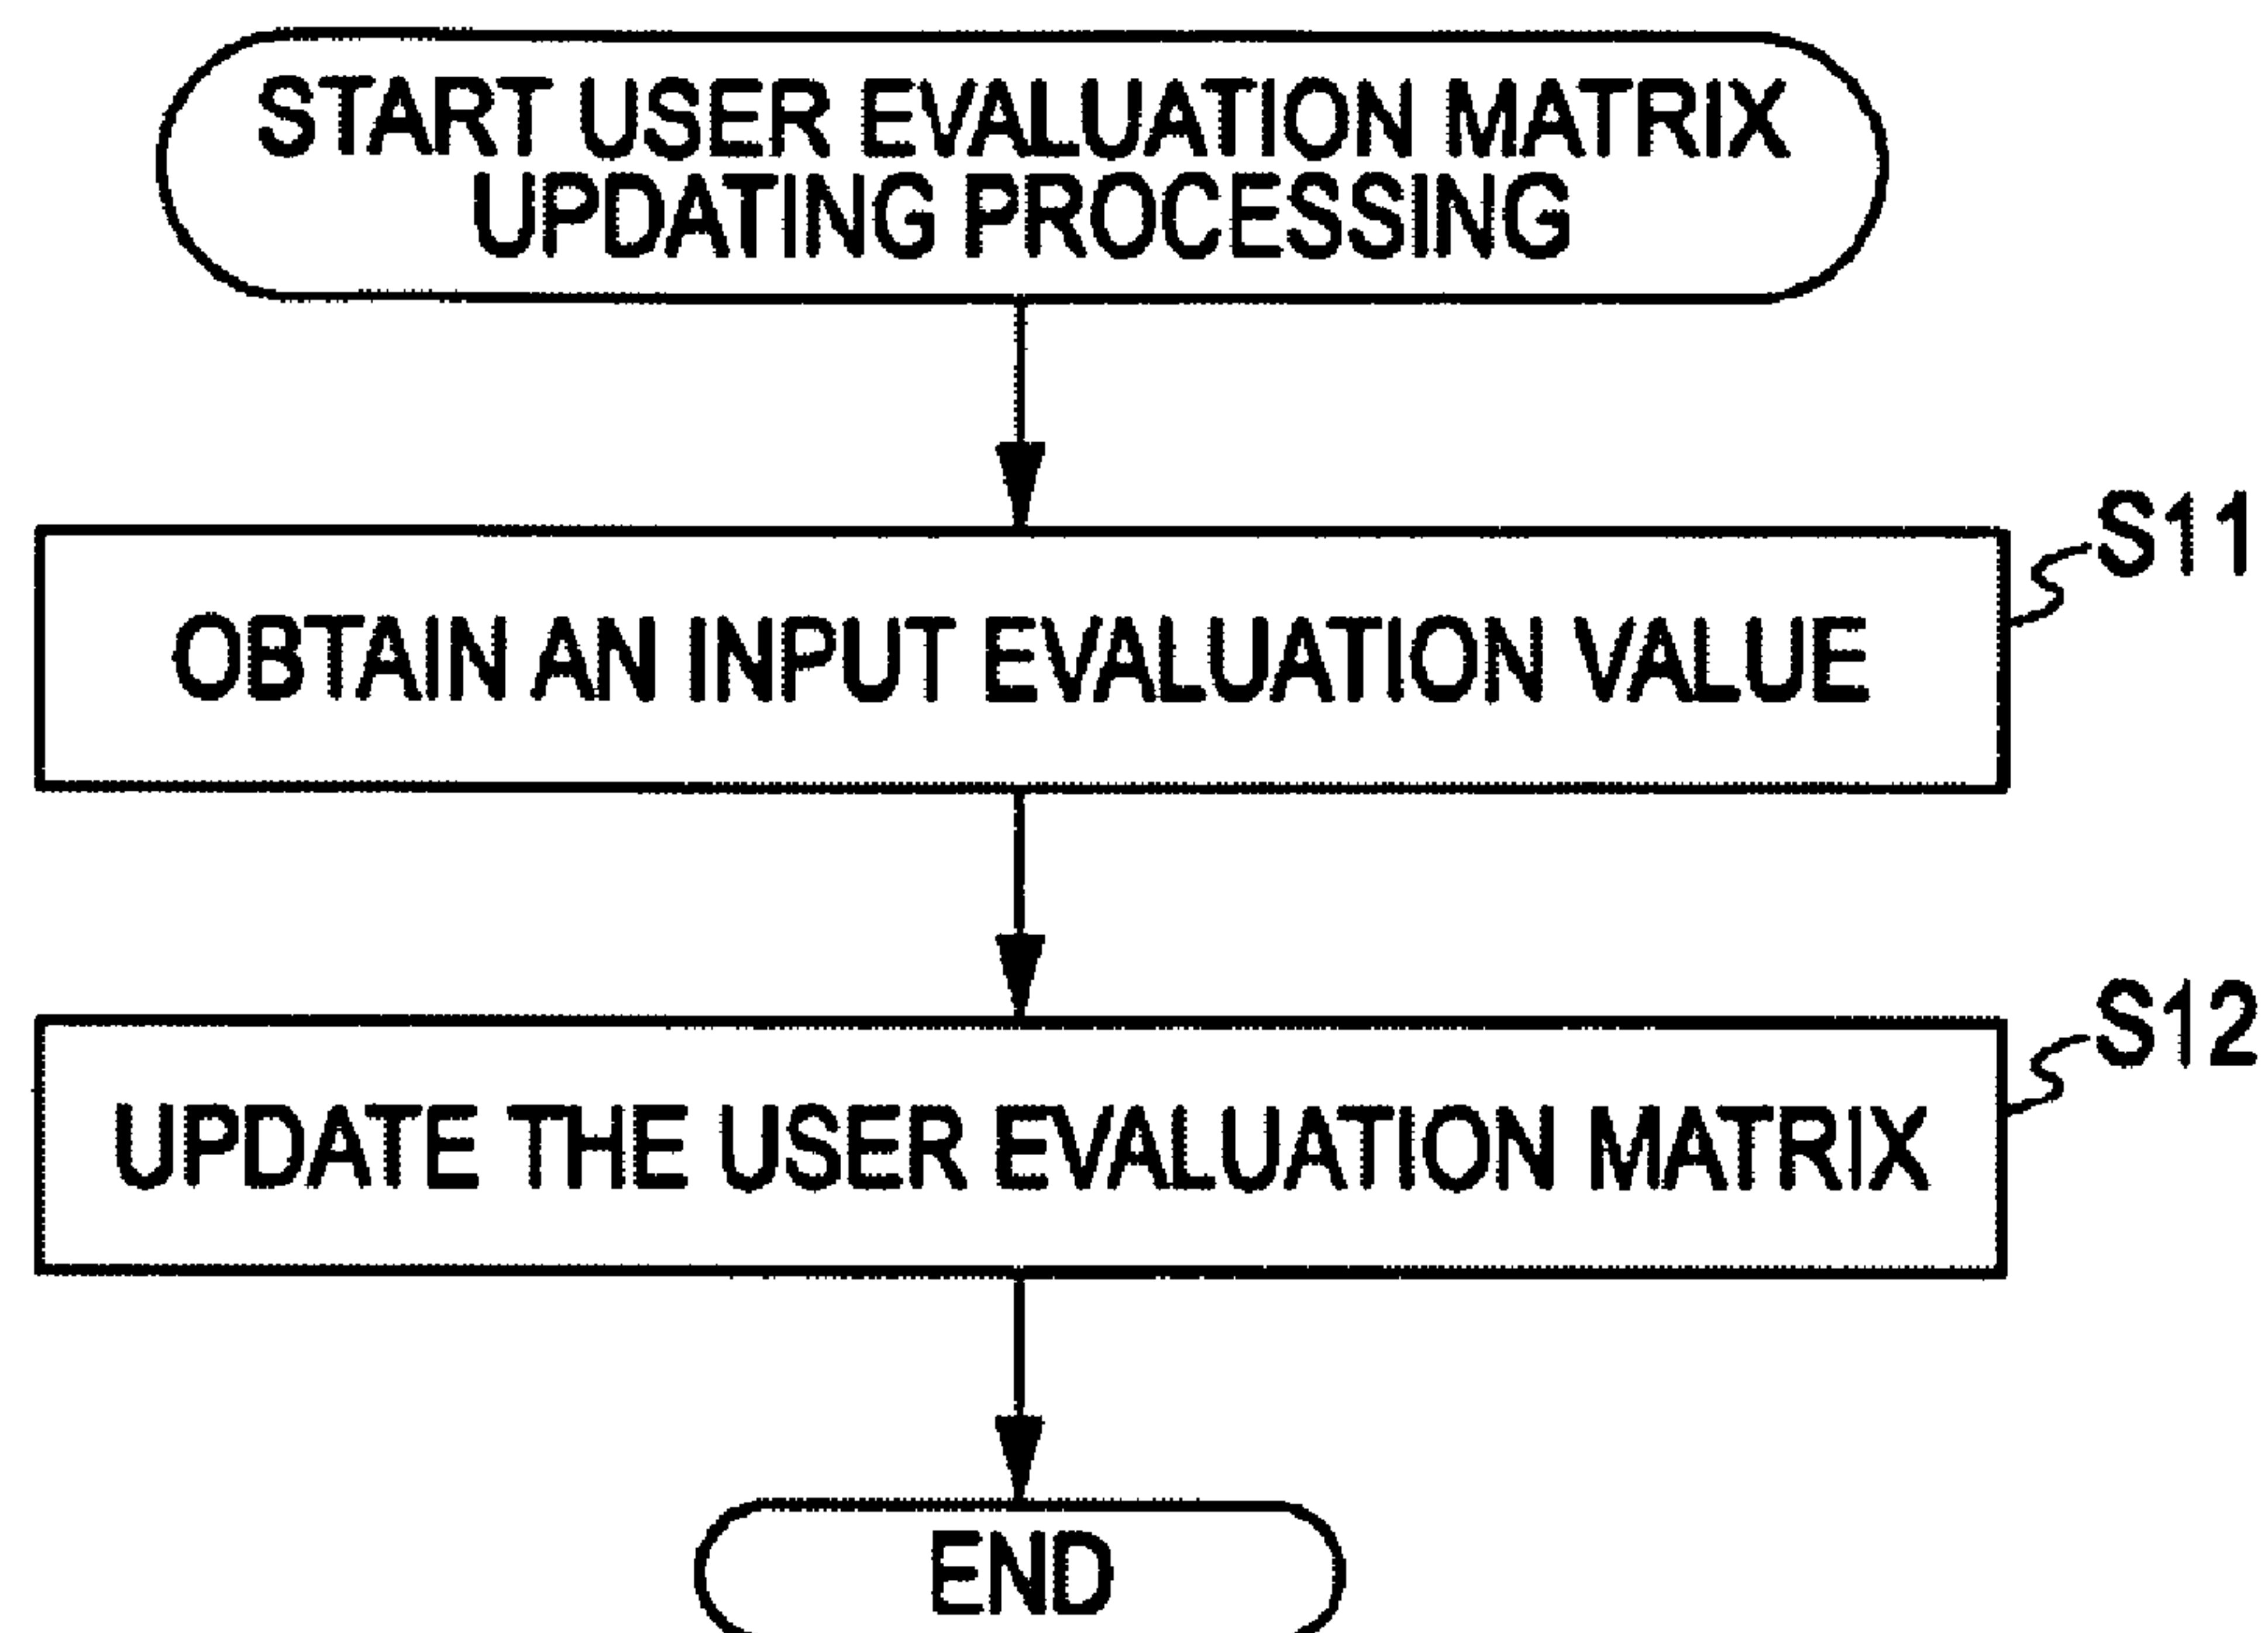 START USER EVALUATION MATRIX
UPDATING PROCESSING
S11
OBTAIN AN INPUT EVALUATION VALUE
S12
UPDATE THE USER EVALUATION MATRIX
END